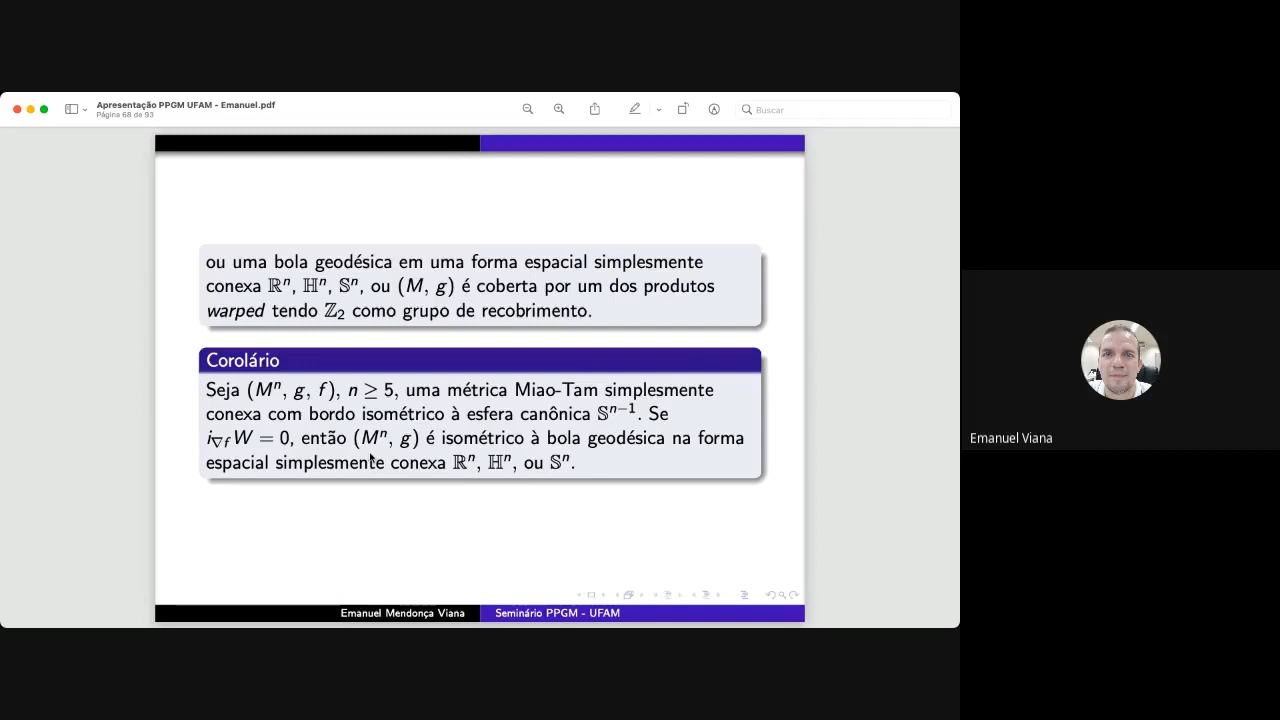 Apresentação PPGM UFAM - Emanuel.pdf
Página 68 de 93
Buscar
ou uma bola geodésica em uma forma espacial simplesmente
conexa ℝⁿ, ℍⁿ, 𝕊ⁿ, ou (M, g) é coberta por um dos produtos
warped tendo ℤ₂ como grupo de recobrimento.
Corolário
Seja (Mⁿ, g, f), n ≥ 5, uma métrica Miao-Tam simplesmente
conexa com bordo isométrico à esfera canônica 𝕊ⁿ⁻¹. Se
i_{∇f}W = 0, então (Mⁿ, g) é isométrico à bola geodésica na forma
espacial simplesmente conexa ℝⁿ, ℍⁿ, ou 𝕊ⁿ.
Emanuel Mendonça Viana
Seminário PPGM - UFAM
Emanuel Viana